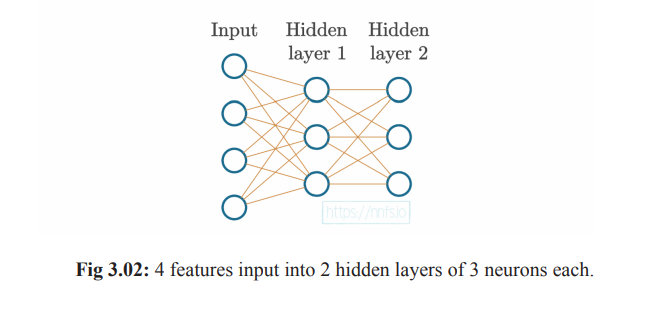 Input Hidden Hidden
layer 1 layer 2
https://nnfs.io
Fig 3.02: 4 features input into 2 hidden layers of 3 neurons each.